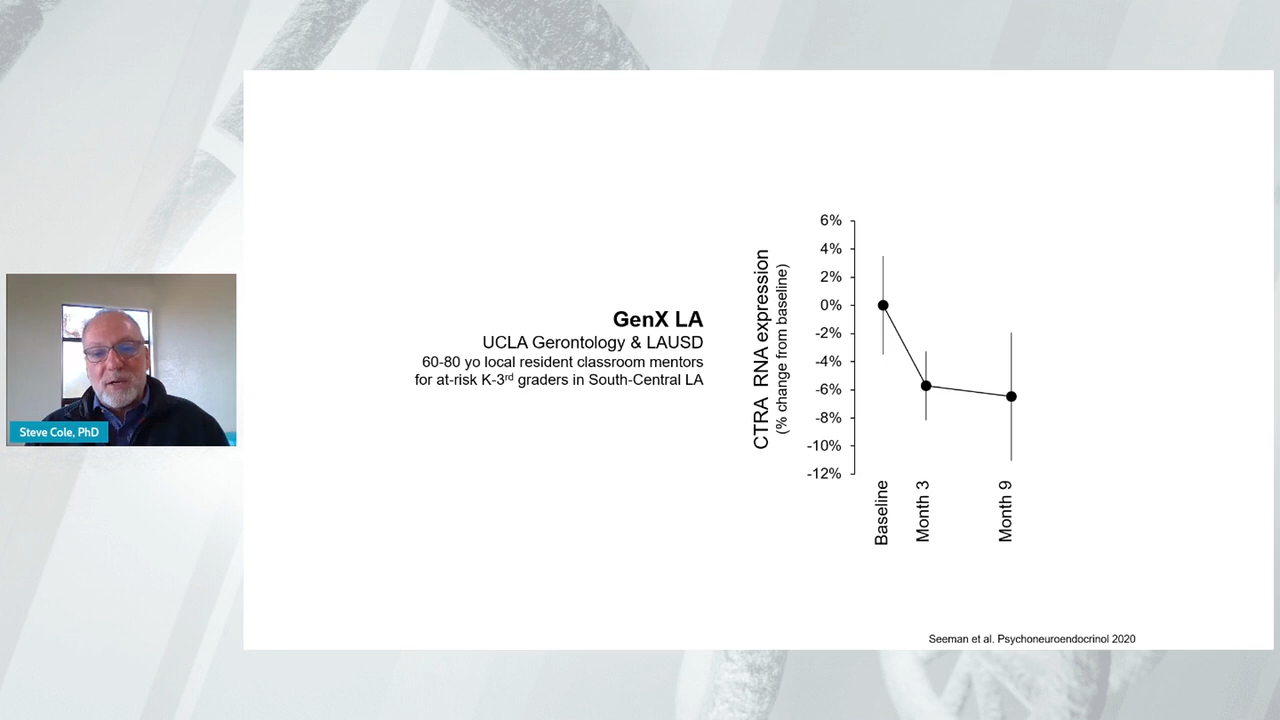 GenX LA
UCLA Gerontology & LAUSD
60-80 yo local resident classroom mentors
for at-risk K-3rd graders in South-Central LA
CTRA RNA expression
(% change from baseline)
6%
4%
2%
0%
-2%
-4%
-6%
-8%
-10%
-12%
Baseline
Month 3
Month 9
Steve Cole, PhD
Seeman et al. Psychoneuroendocrinol 2020